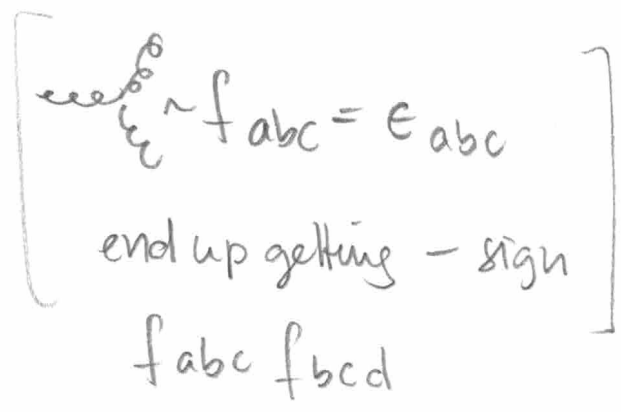 ~ f abc = ϵ abc
end up getting – sign
f abc f bcd